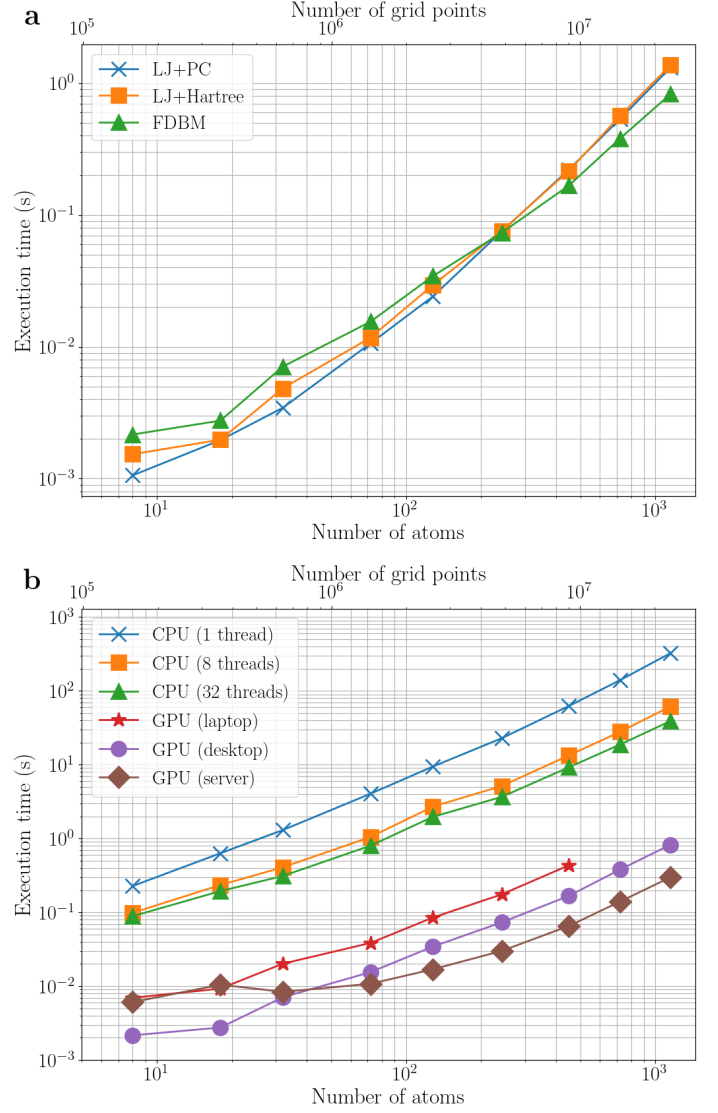 a
Number of grid points
10^5 10^6 10^7
LJ+PC
LJ+Hartree
FDBM
10^0
10^-1
10^-2
10^-3
Execution time (s)
10^1 10^2 10^3
Number of atoms
b
Number of grid points
10^5 10^6 10^7
CPU (1 thread)
CPU (8 threads)
CPU (32 threads)
GPU (laptop)
GPU (desktop)
GPU (server)
10^3
10^2
10^1
10^0
10^-1
10^-2
10^-3
Execution time (s)
10^1 10^2 10^3
Number of atoms